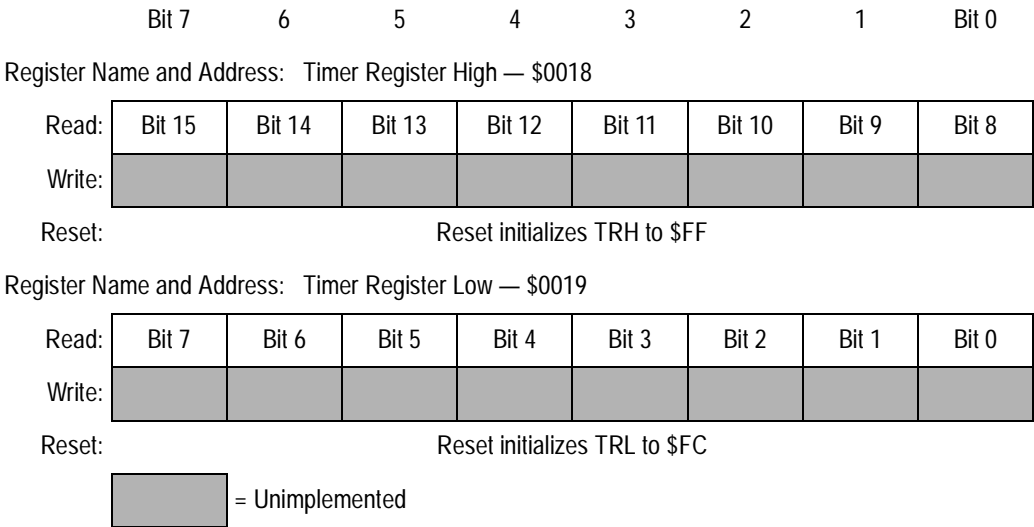 Bit 7 6 5 4 3 2 1 Bit 0
Register Name and Address: Timer Register High — $0018
Read: Bit 15 Bit 14 Bit 13 Bit 12 Bit 11 Bit 10 Bit 9 Bit 8
Write:
Reset: Reset initializes TRH to $FF
Register Name and Address: Timer Register Low — $0019
Read: Bit 7 Bit 6 Bit 5 Bit 4 Bit 3 Bit 2 Bit 1 Bit 0
Write:
Reset: Reset initializes TRL to $FC
= Unimplemented